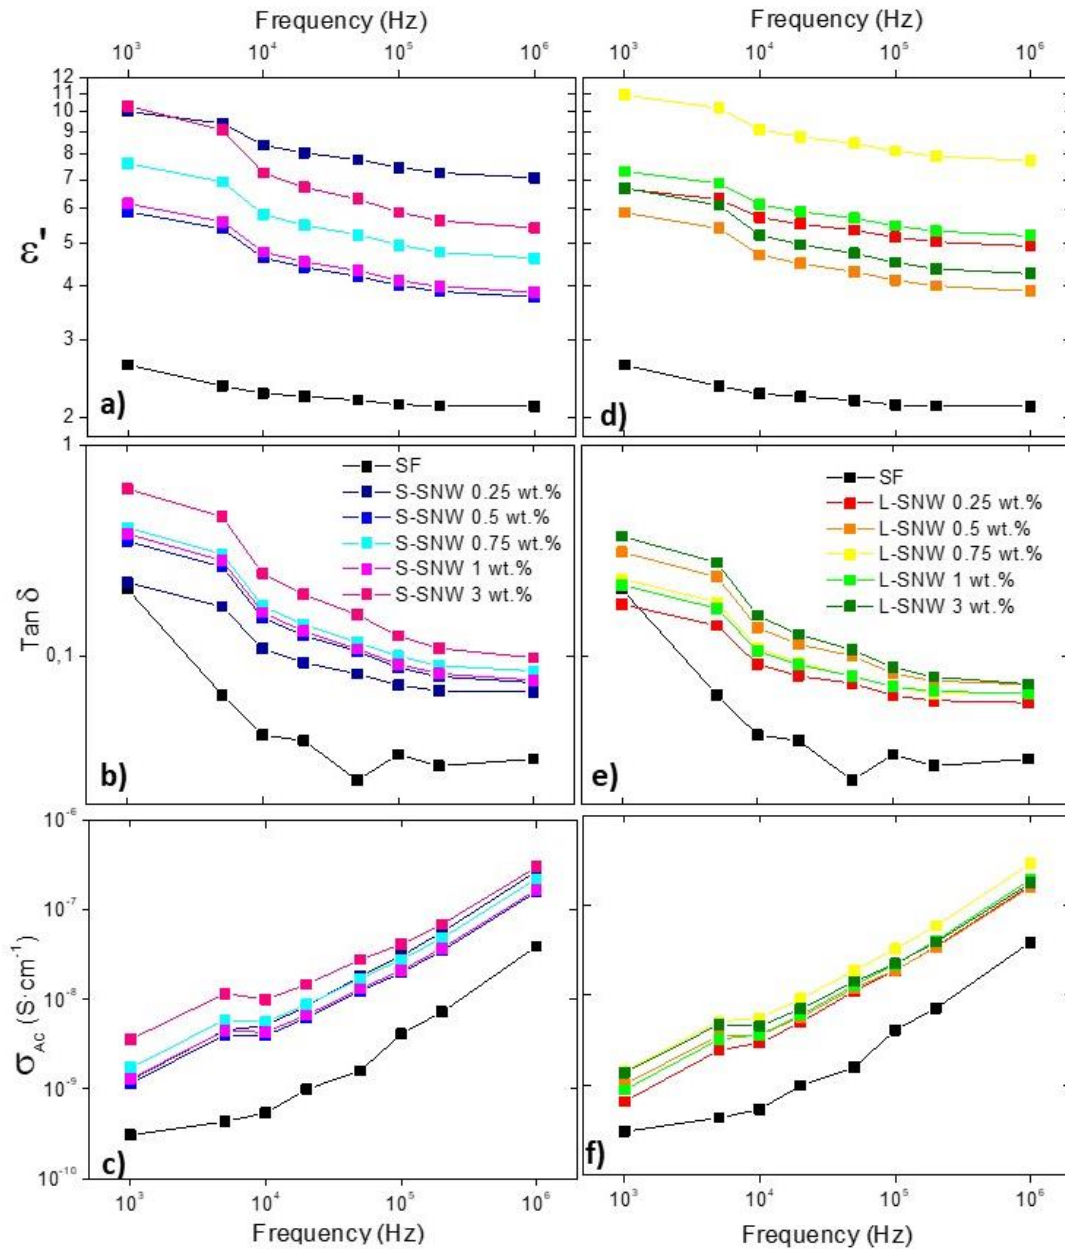 Frequency (Hz)
Frequency (Hz)
10³ 10⁴ 10⁵ 10⁶
10³ 10⁴ 10⁵ 10⁶
12
11
10
9
8
7
6
5
4
3
2
ε'
a)
d)
1
0,1
Tan δ
SF
S-SNW 0.25 wt.%
S-SNW 0.5 wt.%
S-SNW 0.75 wt.%
S-SNW 1 wt.%
S-SNW 3 wt.%
b)
SF
L-SNW 0.25 wt.%
L-SNW 0.5 wt.%
L-SNW 0.75 wt.%
L-SNW 1 wt.%
L-SNW 3 wt.%
e)
10⁻⁶
10⁻⁷
10⁻⁸
10⁻⁹
10⁻¹⁰
σAc (S·cm⁻¹)
c)
f)
10³ 10⁴ 10⁵ 10⁶
10³ 10⁴ 10⁵ 10⁶
Frequency (Hz)
Frequency (Hz)